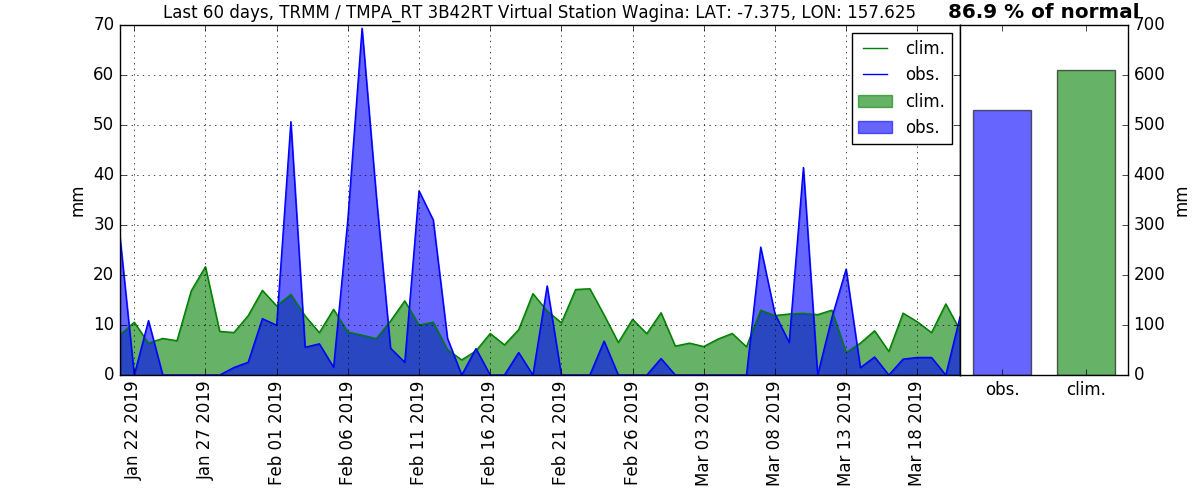 Last 60 days, TRMM / TMPA_RT 3B42RT Virtual Station Wagina: LAT: -7.375, LON: 157.625
86.9 % of normal
70
60
50
40
30
20
10
0
mm
clim.
obs.
clim.
obs.
700
600
500
400
300
200
100
0
mm
obs.
clim.
Jan 22 2019
Jan 27 2019
Feb 01 2019
Feb 06 2019
Feb 11 2019
Feb 16 2019
Feb 21 2019
Feb 26 2019
Mar 03 2019
Mar 08 2019
Mar 13 2019
Mar 18 2019